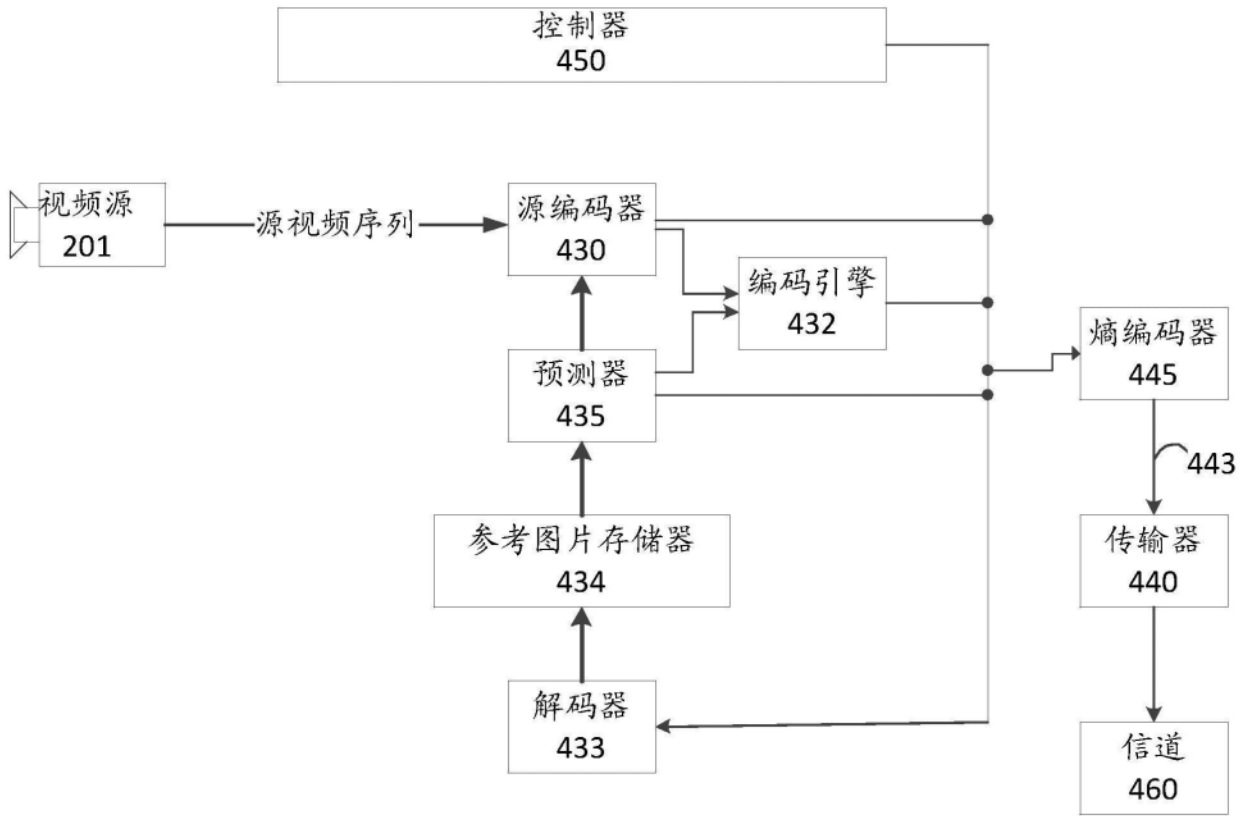 控制器
450
视频源
201
源视频序列
源编码器
430
编码引擎
432
熵编码器
445
预测器
435
443
参考图片存储器
434
传输器
440
解码器
433
信道
460